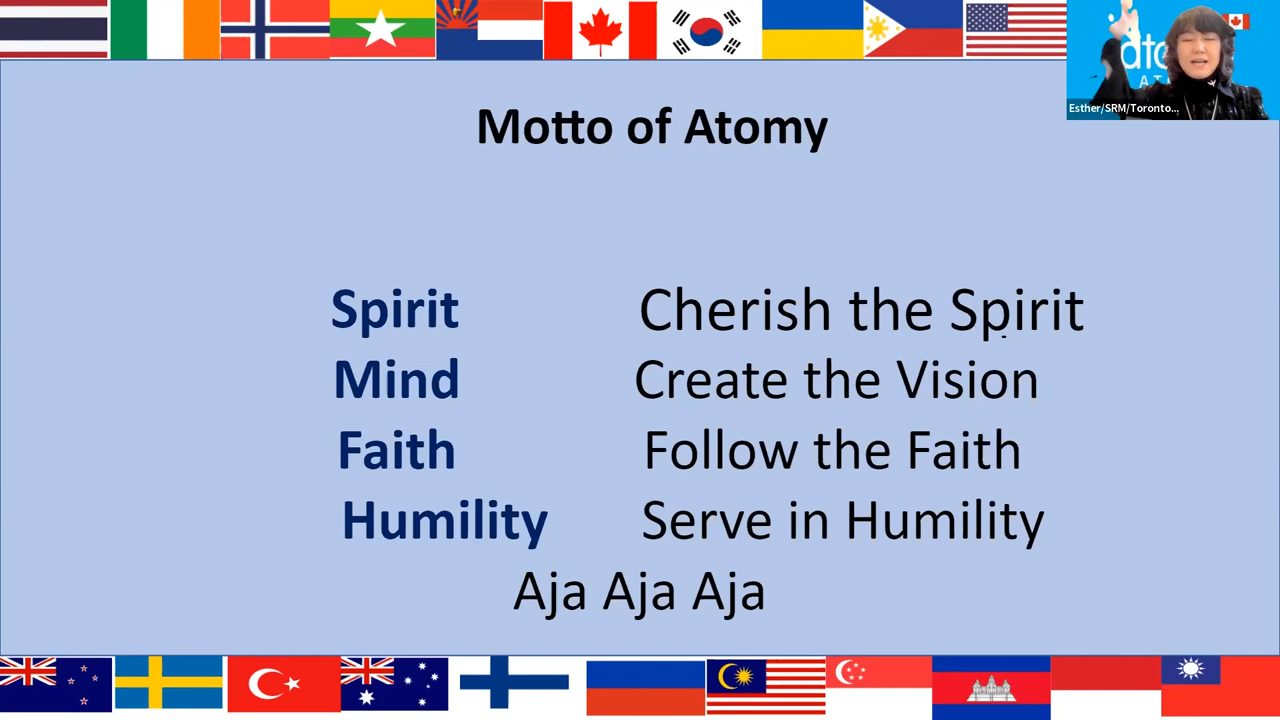 Motto of Atomy
Spirit Cherish the Spirit
Mind Create the Vision
Faith Follow the Faith
Humility Serve in Humility
Aja Aja Aja
Esther/SRM/Toronto...